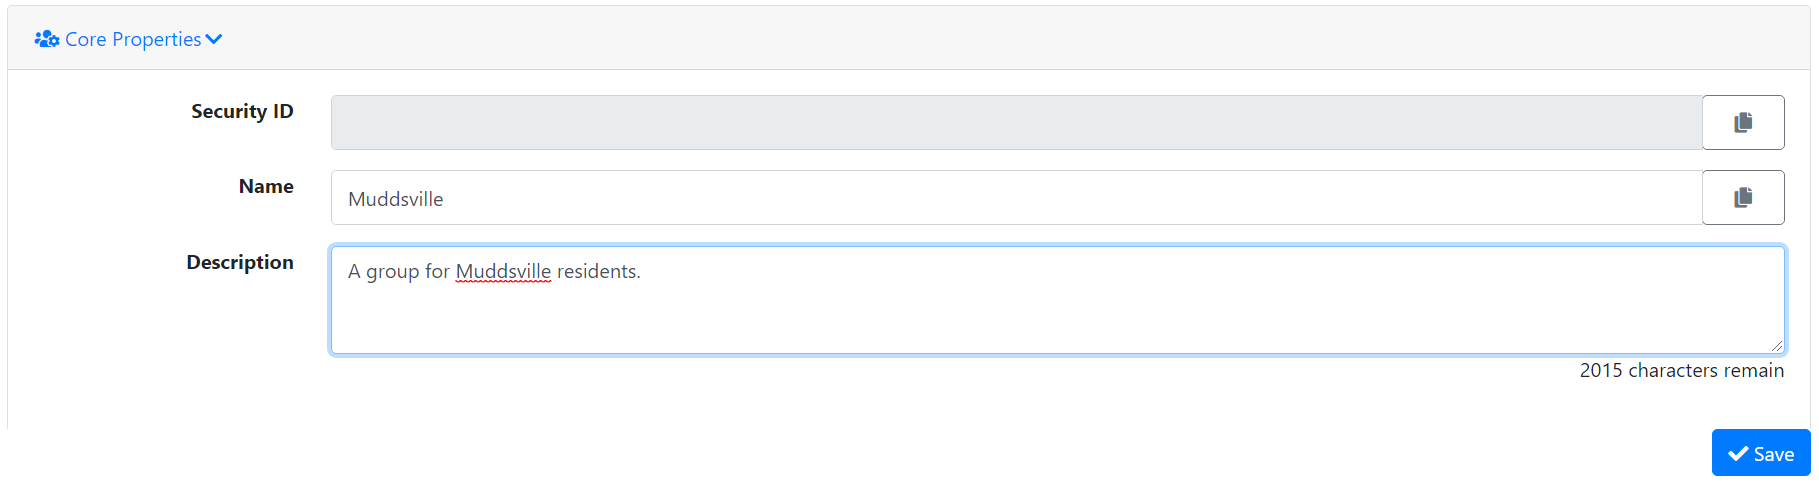 Core Properties
Security ID
Name
Muddsville
Description
A group for Muddsville residents.
2015 characters remain
Save